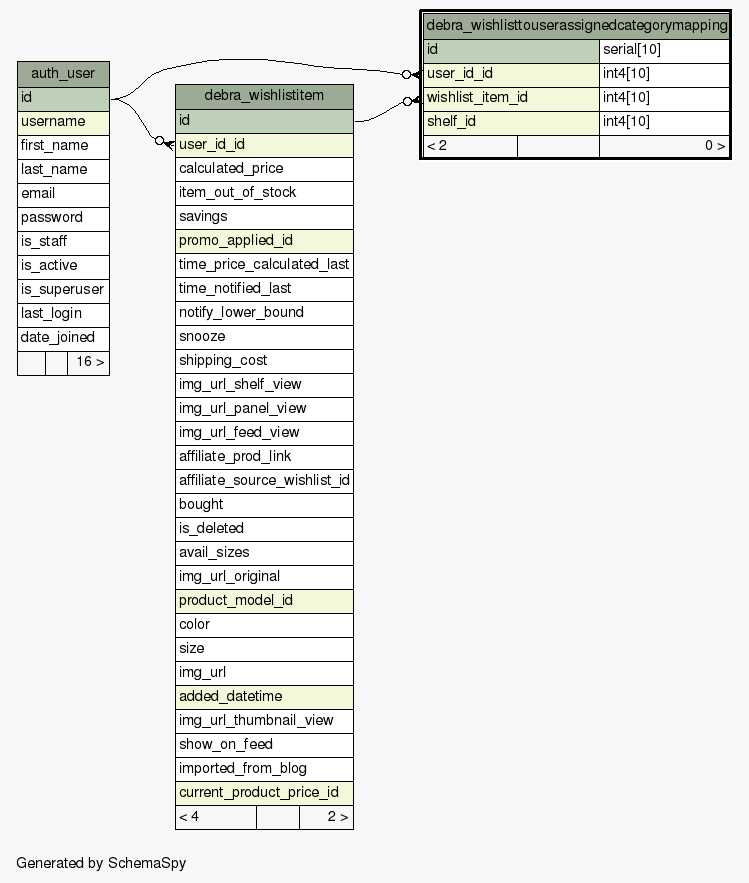 debra_wishlisttouserassignedcategorymapping
id serial[10]
user_id_id int4[10]
wishlist_item_id int4[10]
shelf_id int4[10]
< 2 0 >
auth_user
id
username
first_name
last_name
email
password
is_staff
is_active
is_superuser
last_login
date_joined
16 >
debra_wishlistitem
id
user_id_id
calculated_price
item_out_of_stock
savings
promo_applied_id
time_price_calculated_last
time_notified_last
notify_lower_bound
snooze
shipping_cost
img_url_shelf_view
img_url_panel_view
img_url_feed_view
affiliate_prod_link
affiliate_source_wishlist_id
bought
is_deleted
avail_sizes
img_url_original
product_model_id
color
size
img_url
added_datetime
img_url_thumbnail_view
show_on_feed
imported_from_blog
current_product_price_id
< 4 2 >
Generated by SchemaSpy